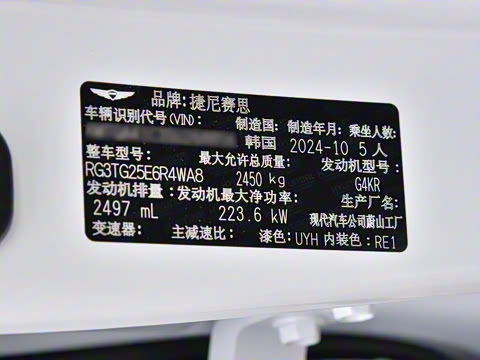 品牌:捷尼赛思
车辆识别代号(VIN): 制造国: 制造年月: 乘坐人数:
韩国 2024-10 5 人
整车型号: 最大允许总质量: 发动机型号:
RG3TG25E6R4WA8 2450 kg G4KR
发动机排量: 发动机最大净功率: 生产厂名:
2497 mL 223.6 kW 现代汽车公司蔚山工厂
变速器: 主减速比: 漆色:UYH 内装色:RE1